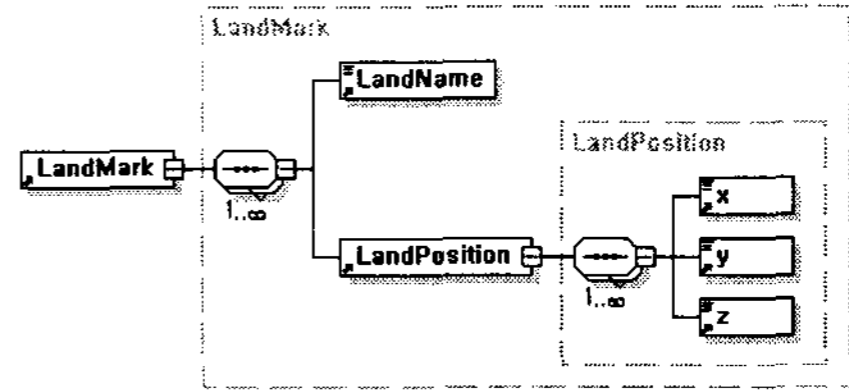 LandMark
LandName
LandPosition
LandMark
x
1..∞
LandPosition
y
1..∞
z